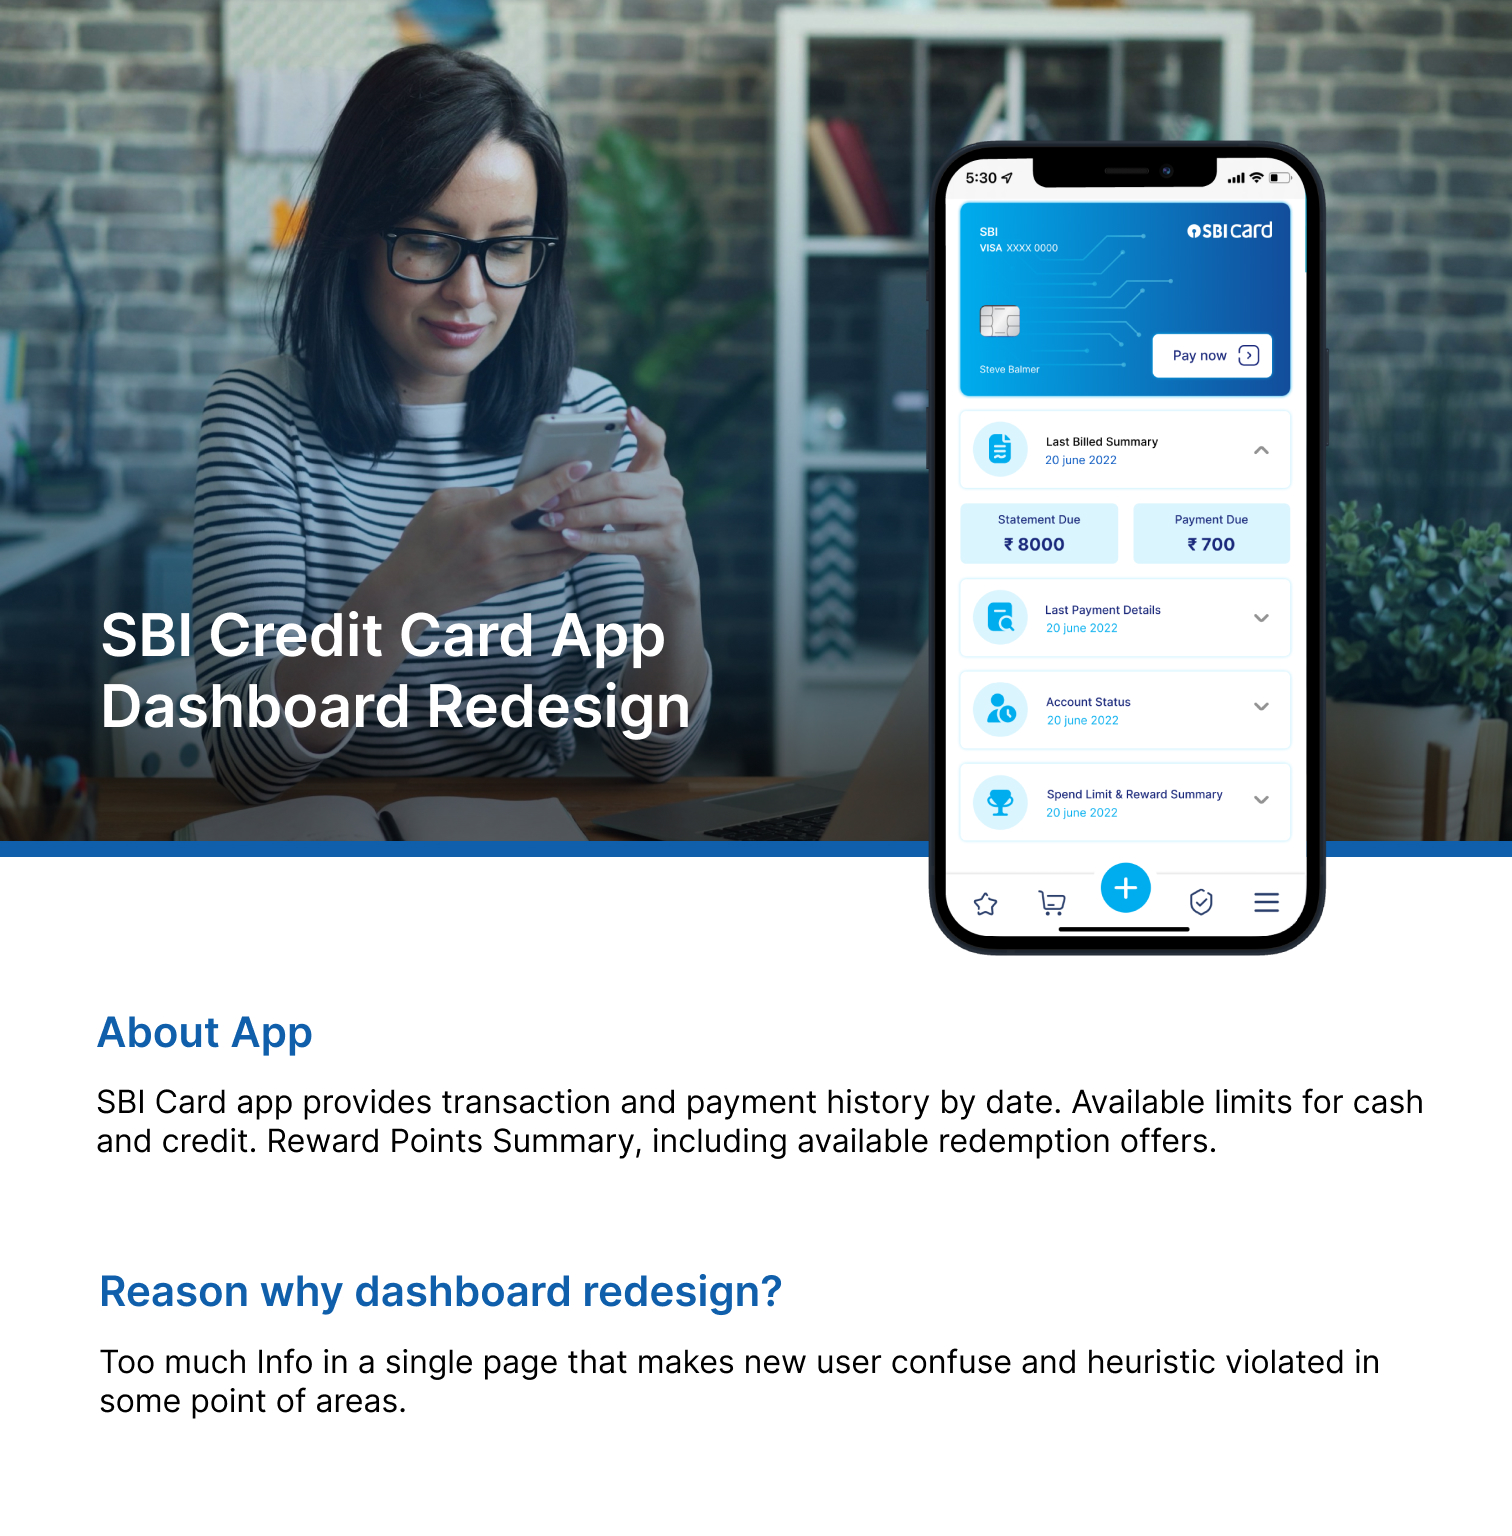 SBI Credit Card App
Dashboard Redesign
5:30
SBI
VISA XXXX 0000
SBI card
Steve Balmer
Pay now
Last Billed Summary
20 june 2022
Statement Due
₹ 8000
Payment Due
₹ 700
Last Payment Details
20 june 2022
Account Status
20 june 2022
Spend Limit & Reward Summary
20 june 2022
About App
SBI Card app provides transaction and payment history by date. Available limits for cash
and credit. Reward Points Summary, including available redemption offers.
Reason why dashboard redesign?
Too much Info in a single page that makes new user confuse and heuristic violated in
some point of areas.